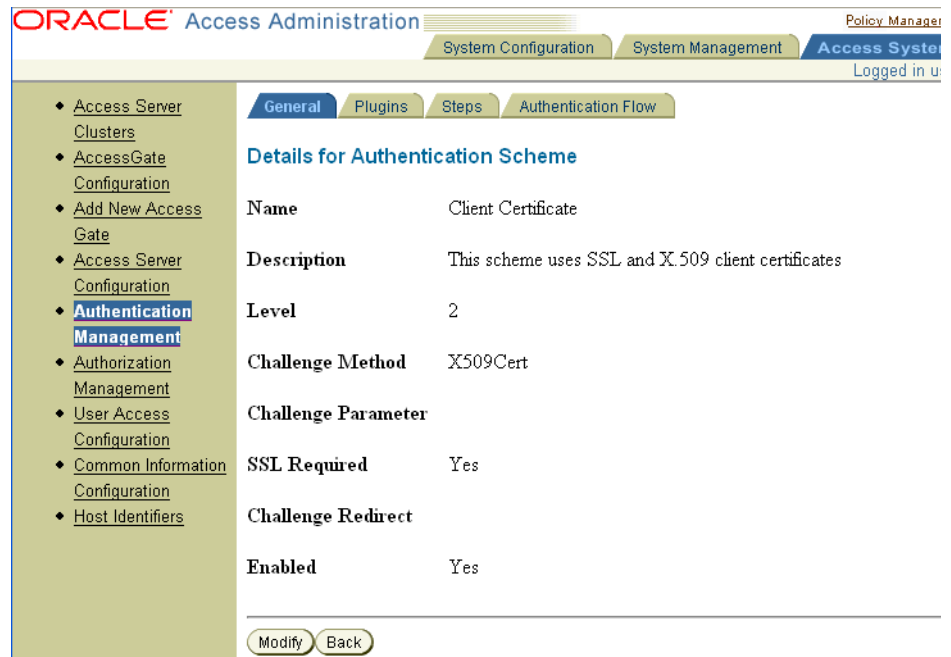 ORACLE Access Administration
Policy Manager
System Configuration System Management Access System
Logged in us
Access Server
Clusters
AccessGate
Configuration
Add New Access
Gate
Access Server
Configuration
Authentication
Management
Authorization
Management
User Access
Configuration
Common Information
Configuration
Host Identifiers
General Plugins Steps Authentication Flow
Details for Authentication Scheme
Name Client Certificate
Description This scheme uses SSL and X.509 client certificates
Level 2
Challenge Method X509Cert
Challenge Parameter
SSL Required Yes
Challenge Redirect
Enabled Yes
Modify Back